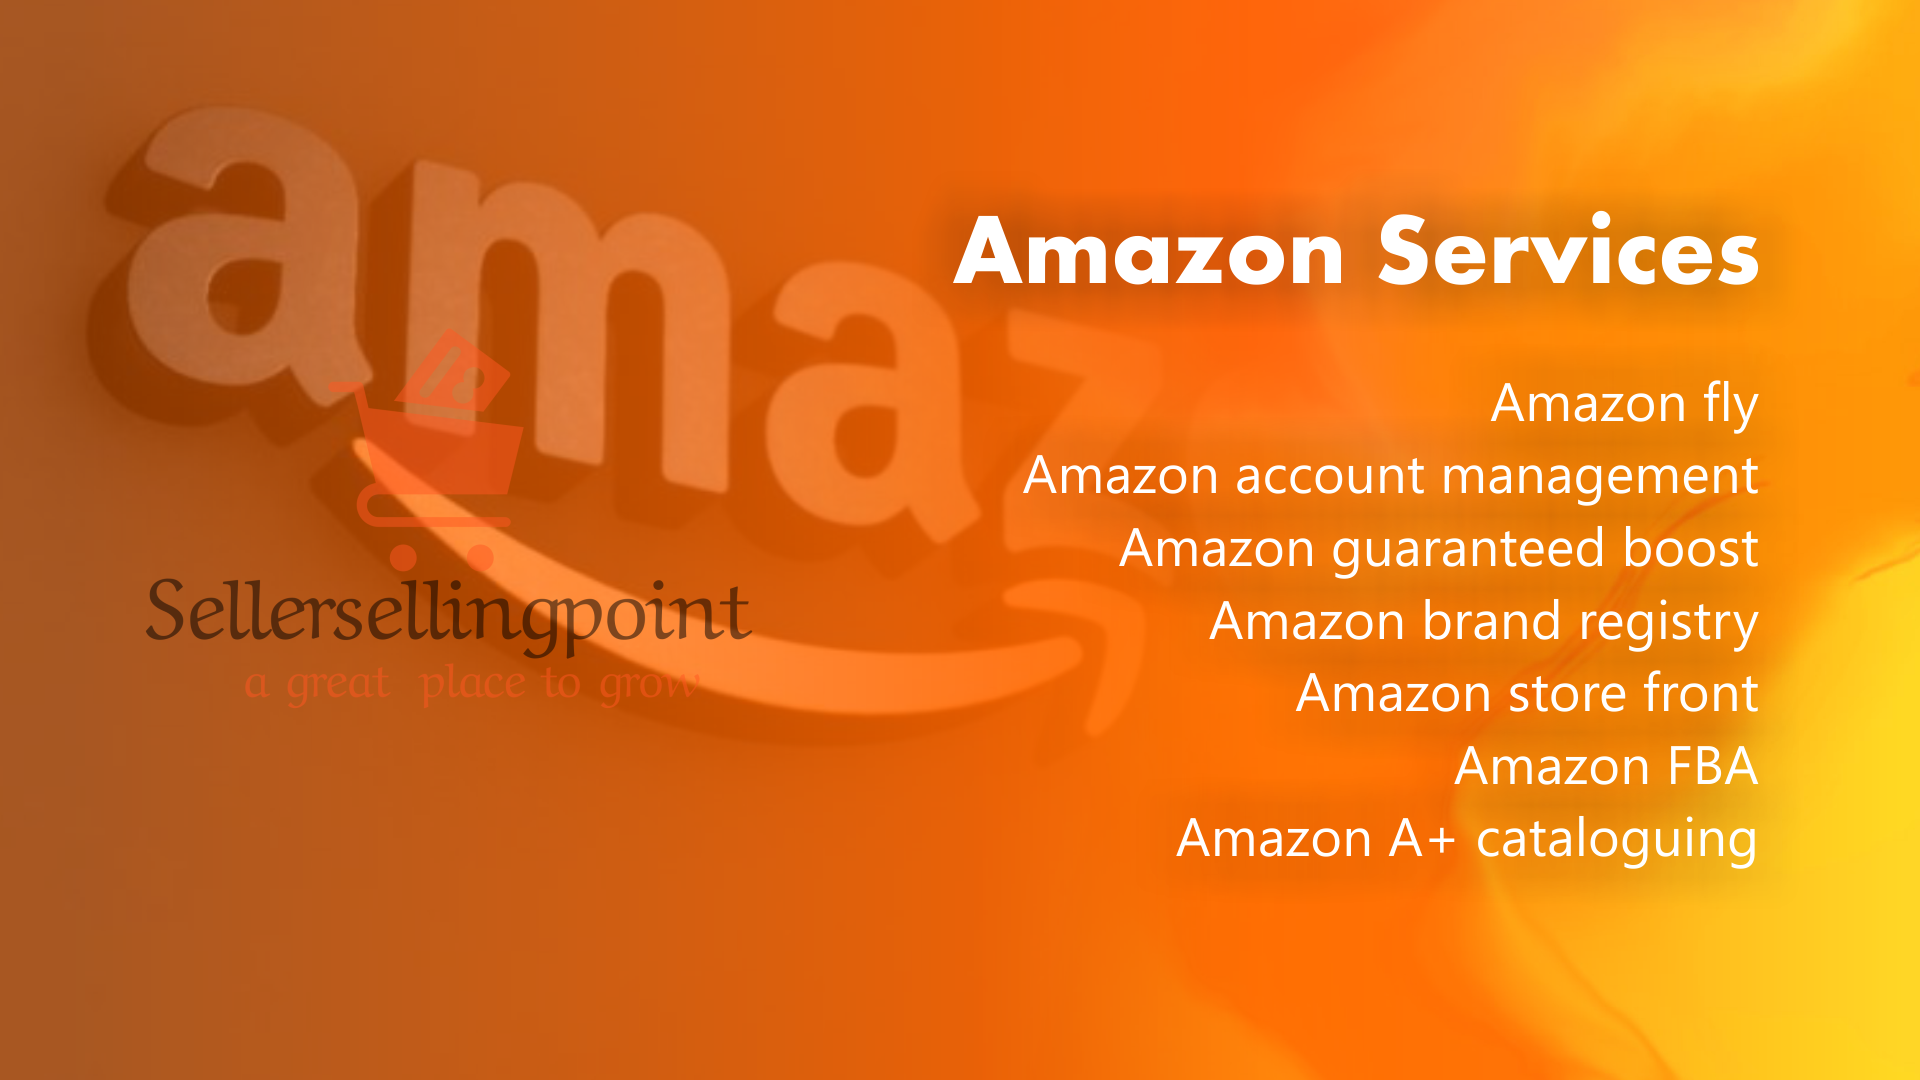 amaz
Amazon Services
Amazon fly
Amazon account management
Amazon guaranteed boost
Amazon brand registry
Amazon store front
Amazon FBA
Amazon A+ cataloguing
Sellersellingpoint
a great place to grow